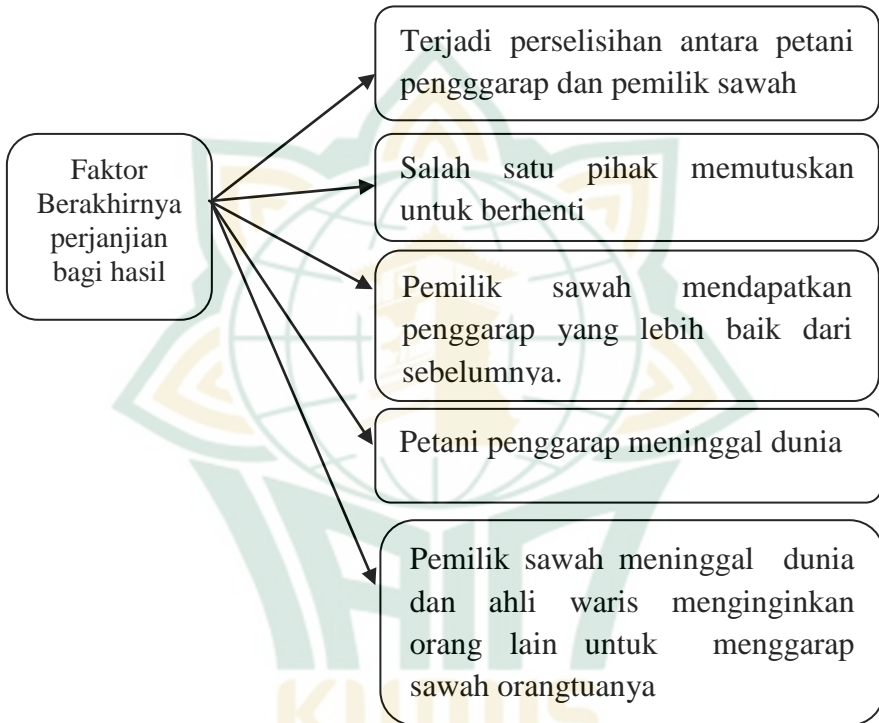 Terjadi perselisihan antara petani
pengggarap dan pemilik sawah
Faktor
Berakhirnya
perjanjian
bagi hasil
Salah satu pihak memutuskan
untuk berhenti
Pemilik sawah mendapatkan
penggarap yang lebih baik dari
sebelumnya.
Petani penggarap meninggal dunia
Pemilik sawah meninggal dunia
dan ahli waris menginginkan
orang lain untuk menggarap
sawah orangtuanya
IAIN
KUDUS